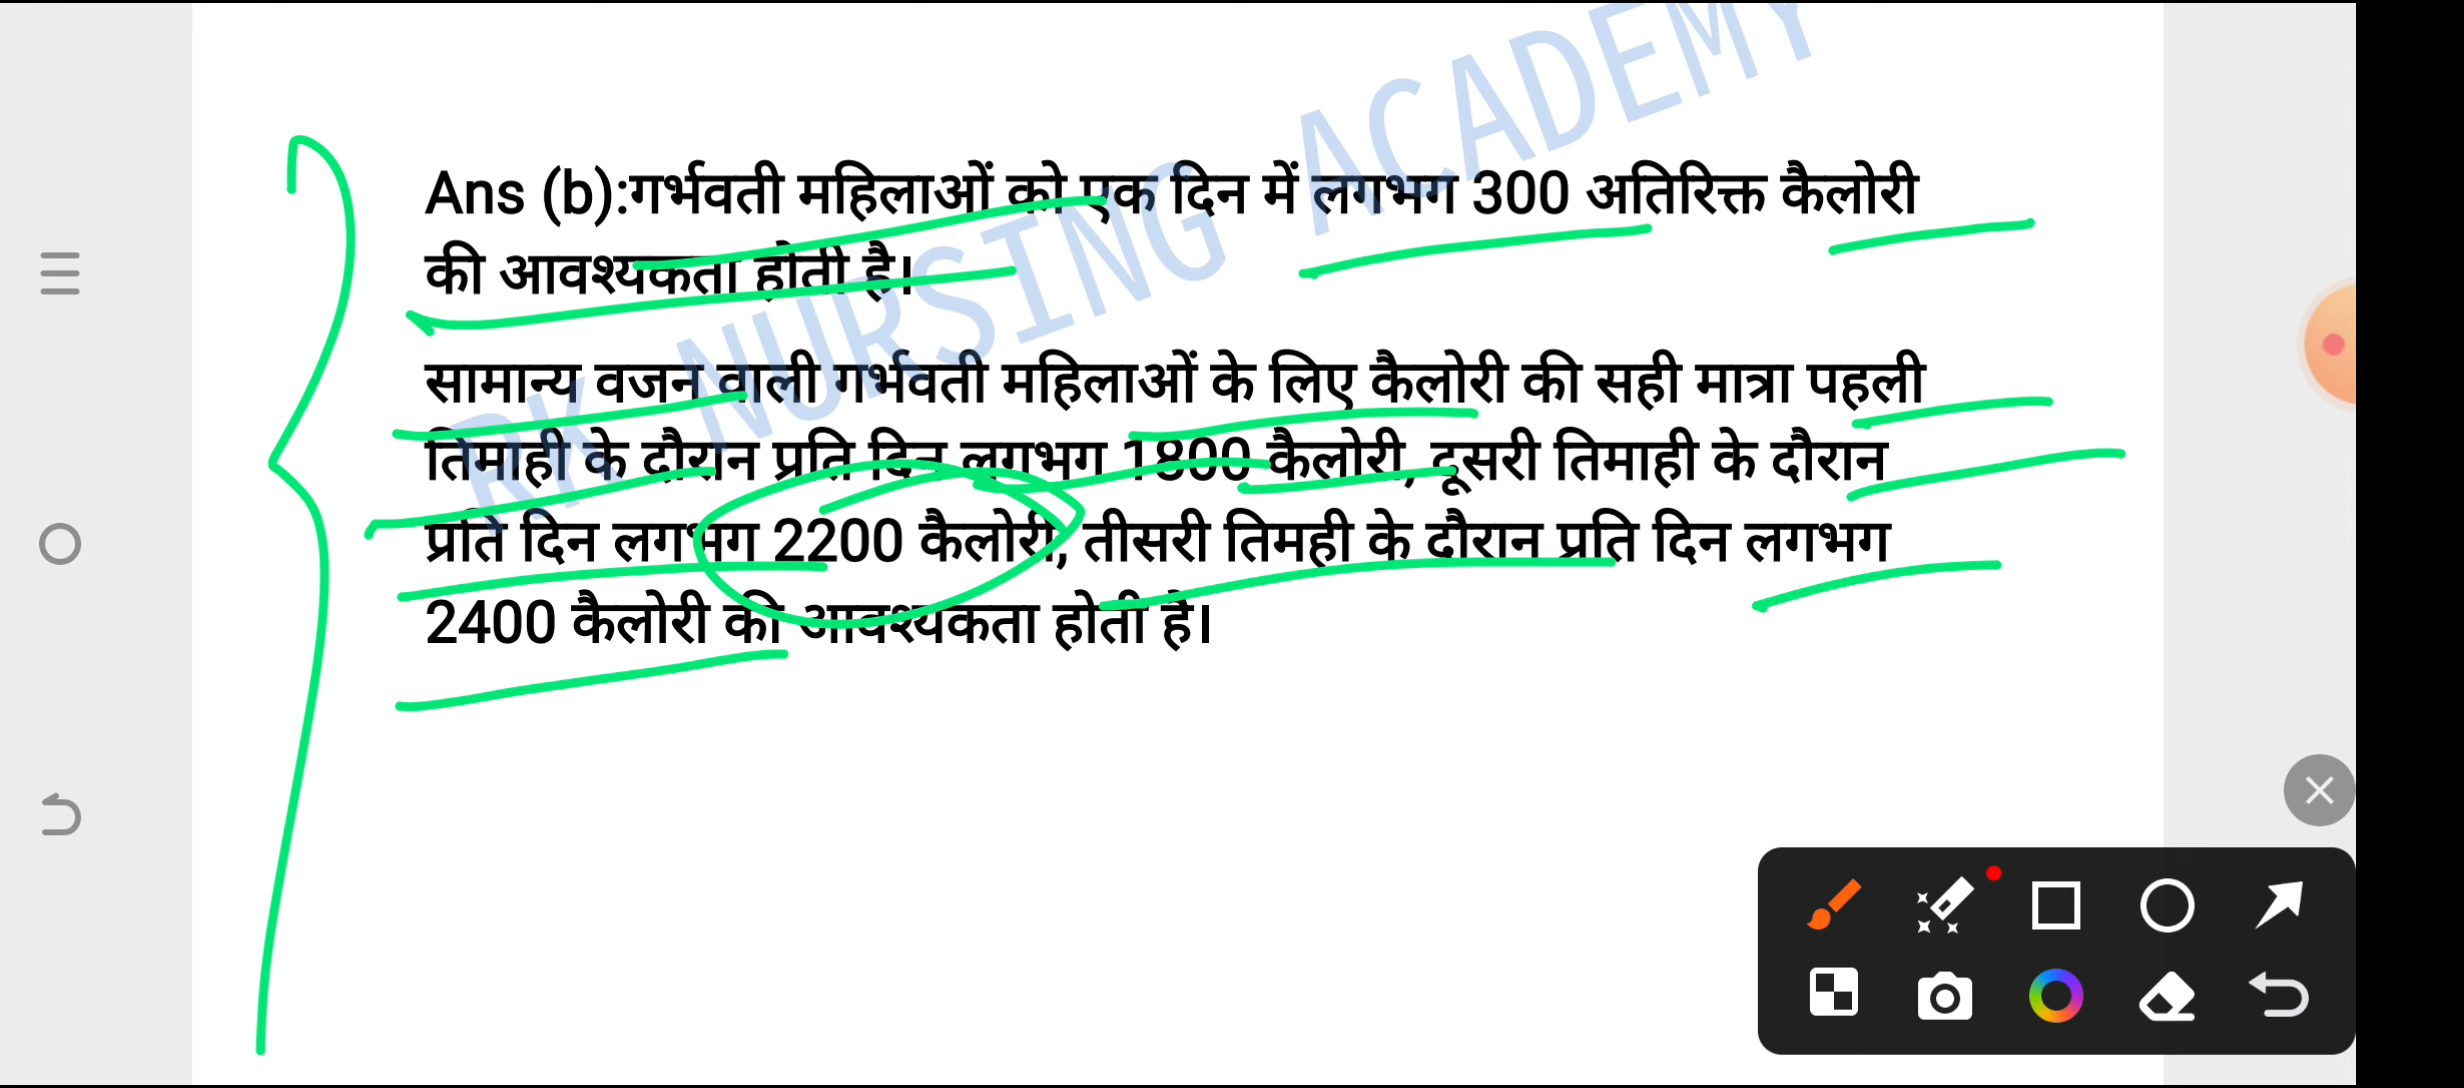 RK NURSING ACADEMY
Ans (b):गर्भवती महिलाओं को एक दिन में लगभग 300 अतिरिक्त कैलोरी
की आवश्यकता होती है।
सामान्य वजन वाली गर्भवती महिलाओं के लिए कैलोरी की सही मात्रा पहली
तिमाही के दौरान प्रति दिन लगभग 1800 कैलोरी, दूसरी तिमाही के दौरान
प्रति दिन लगभग 2200 कैलोरी, तीसरी तिमही के दौरान प्रति दिन लगभग
2400 कैलोरी की आवश्यकता होती है।